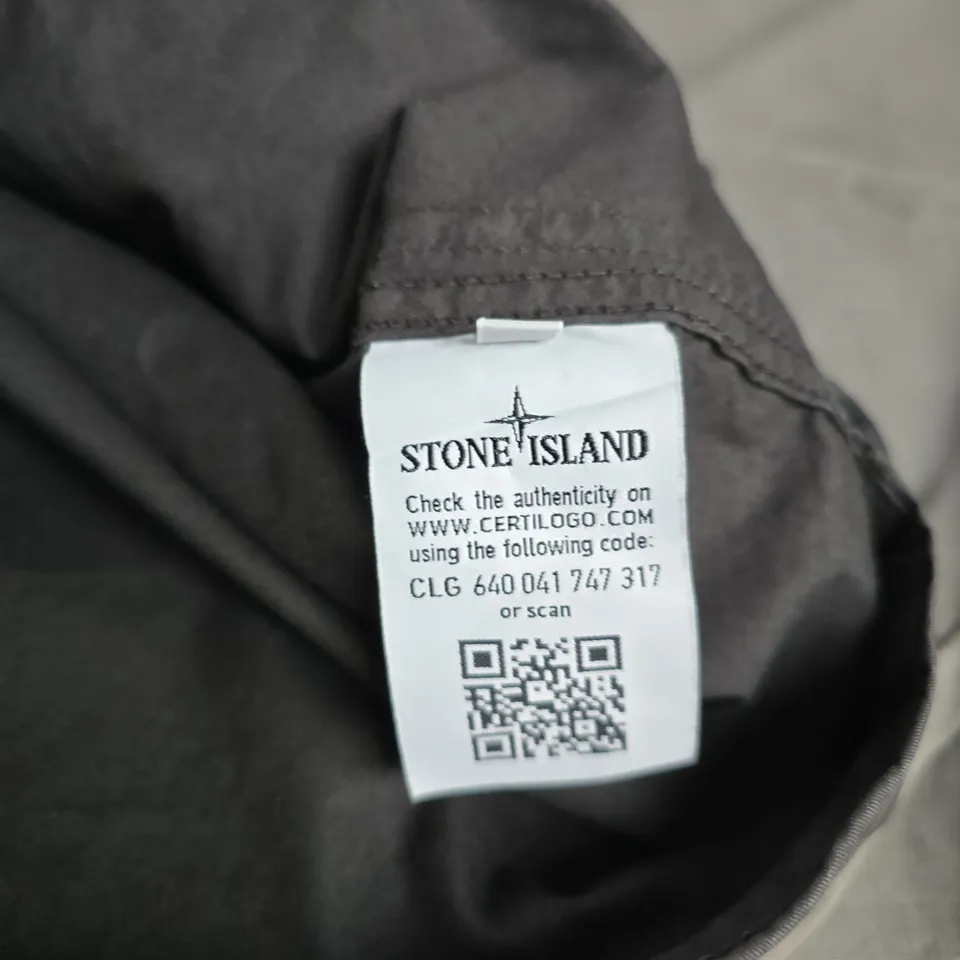 STONE ISLAND
Check the authenticity on
WWW.CERTILOGO.COM
using the following code:
CLG 640 041 747 317
or scan